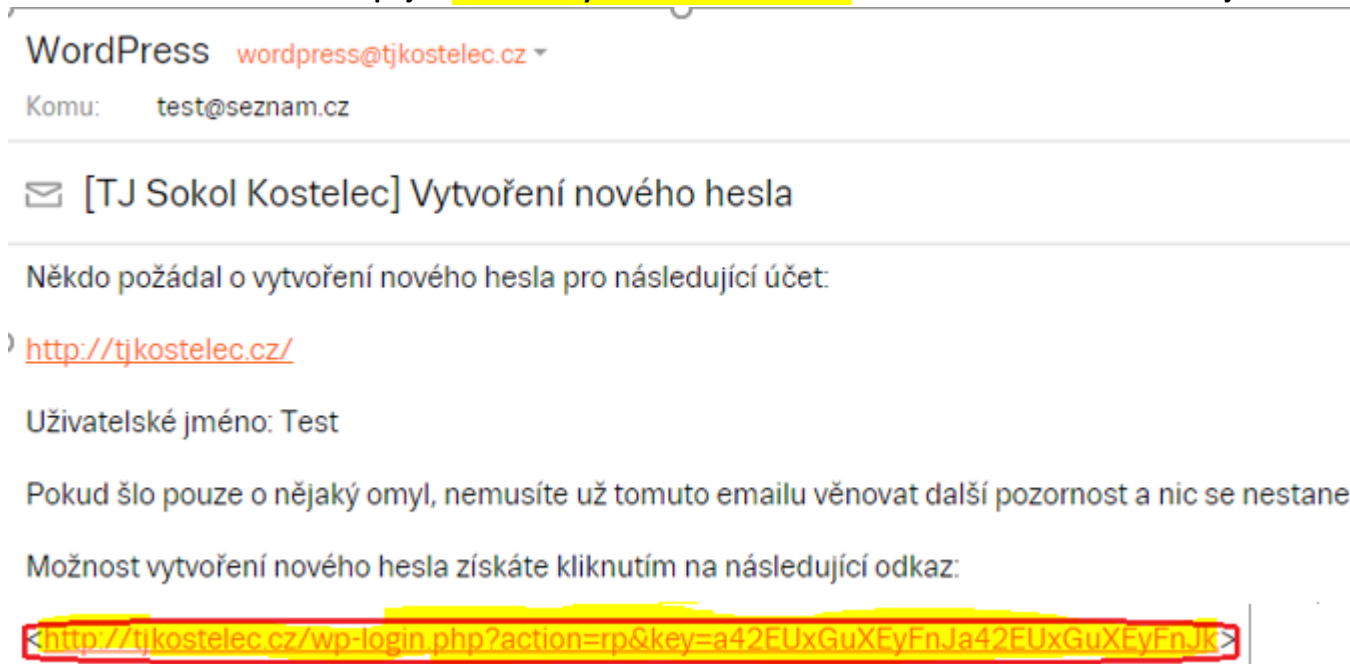 WordPress wordpress@tjkostelec.cz
Komu: test@seznam.cz
[TJ Sokol Kostelec] Vytvoření nového hesla
Někdo požádal o vytvoření nového hesla pro následující účet:
http://tjkostelec.cz/
Uživatelské jméno: Test
Pokud šlo pouze o nějaký omyl, nemusíte už tomuto emailu věnovat další pozornost a nic se nestane
Možnost vytvoření nového hesla získáte kliknutím na následující odkaz:
<http://tjkostelec.cz/wp-login.php?action=rp&key=a42EUxGuXEyFnJa42EUxGuXEyFnJk>